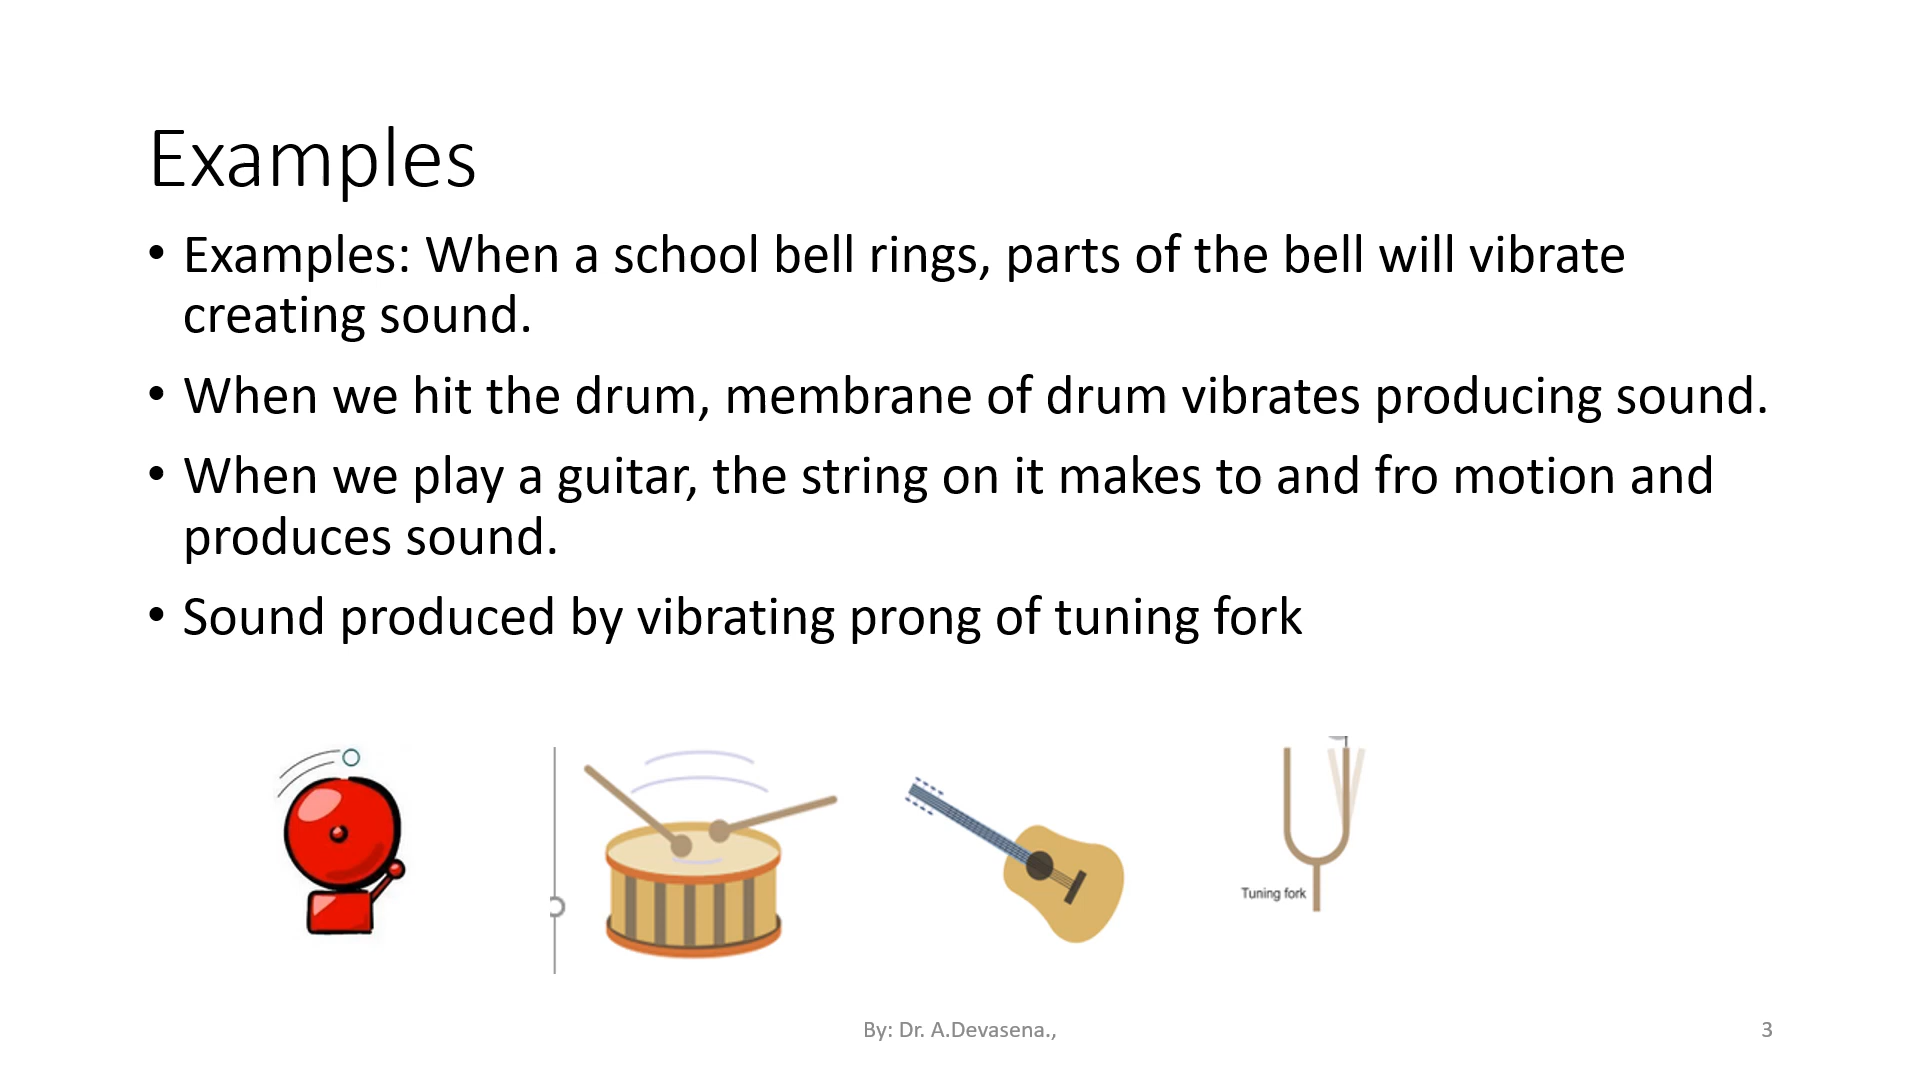 Examples
• Examples: When a school bell rings, parts of the bell will vibrate
creating sound.
• When we hit the drum, membrane of drum vibrates producing sound.
• When we play a guitar, the string on it makes to and fro motion and
produces sound.
• Sound produced by vibrating prong of tuning fork
Tuning fork
By: Dr. A.Devasena.,
3